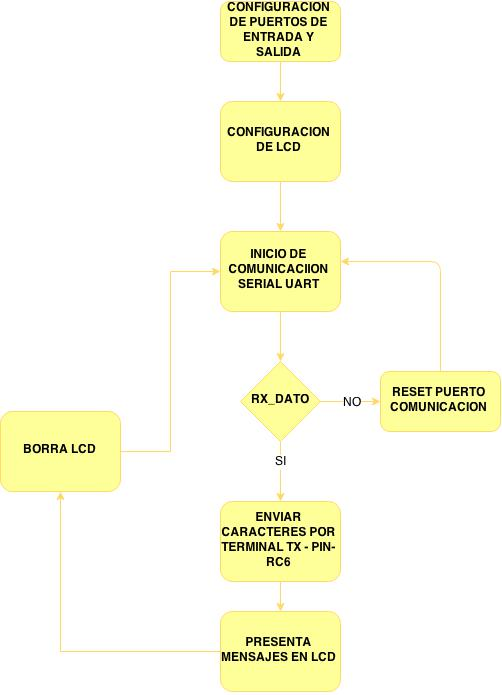 CONFIGURACION
DE PUERTOS DE
ENTRADA Y
SALIDA
CONFIGURACION
DE LCD
INICIO DE
COMUNICACIION
SERIAL UART
RX_DATO
NO
RESET PUERTO
COMUNICACION
BORRA LCD
SI
ENVIAR
CARACTERES POR
TERMINAL TX - PIN-
RC6
PRESENTA
MENSAJES EN LCD